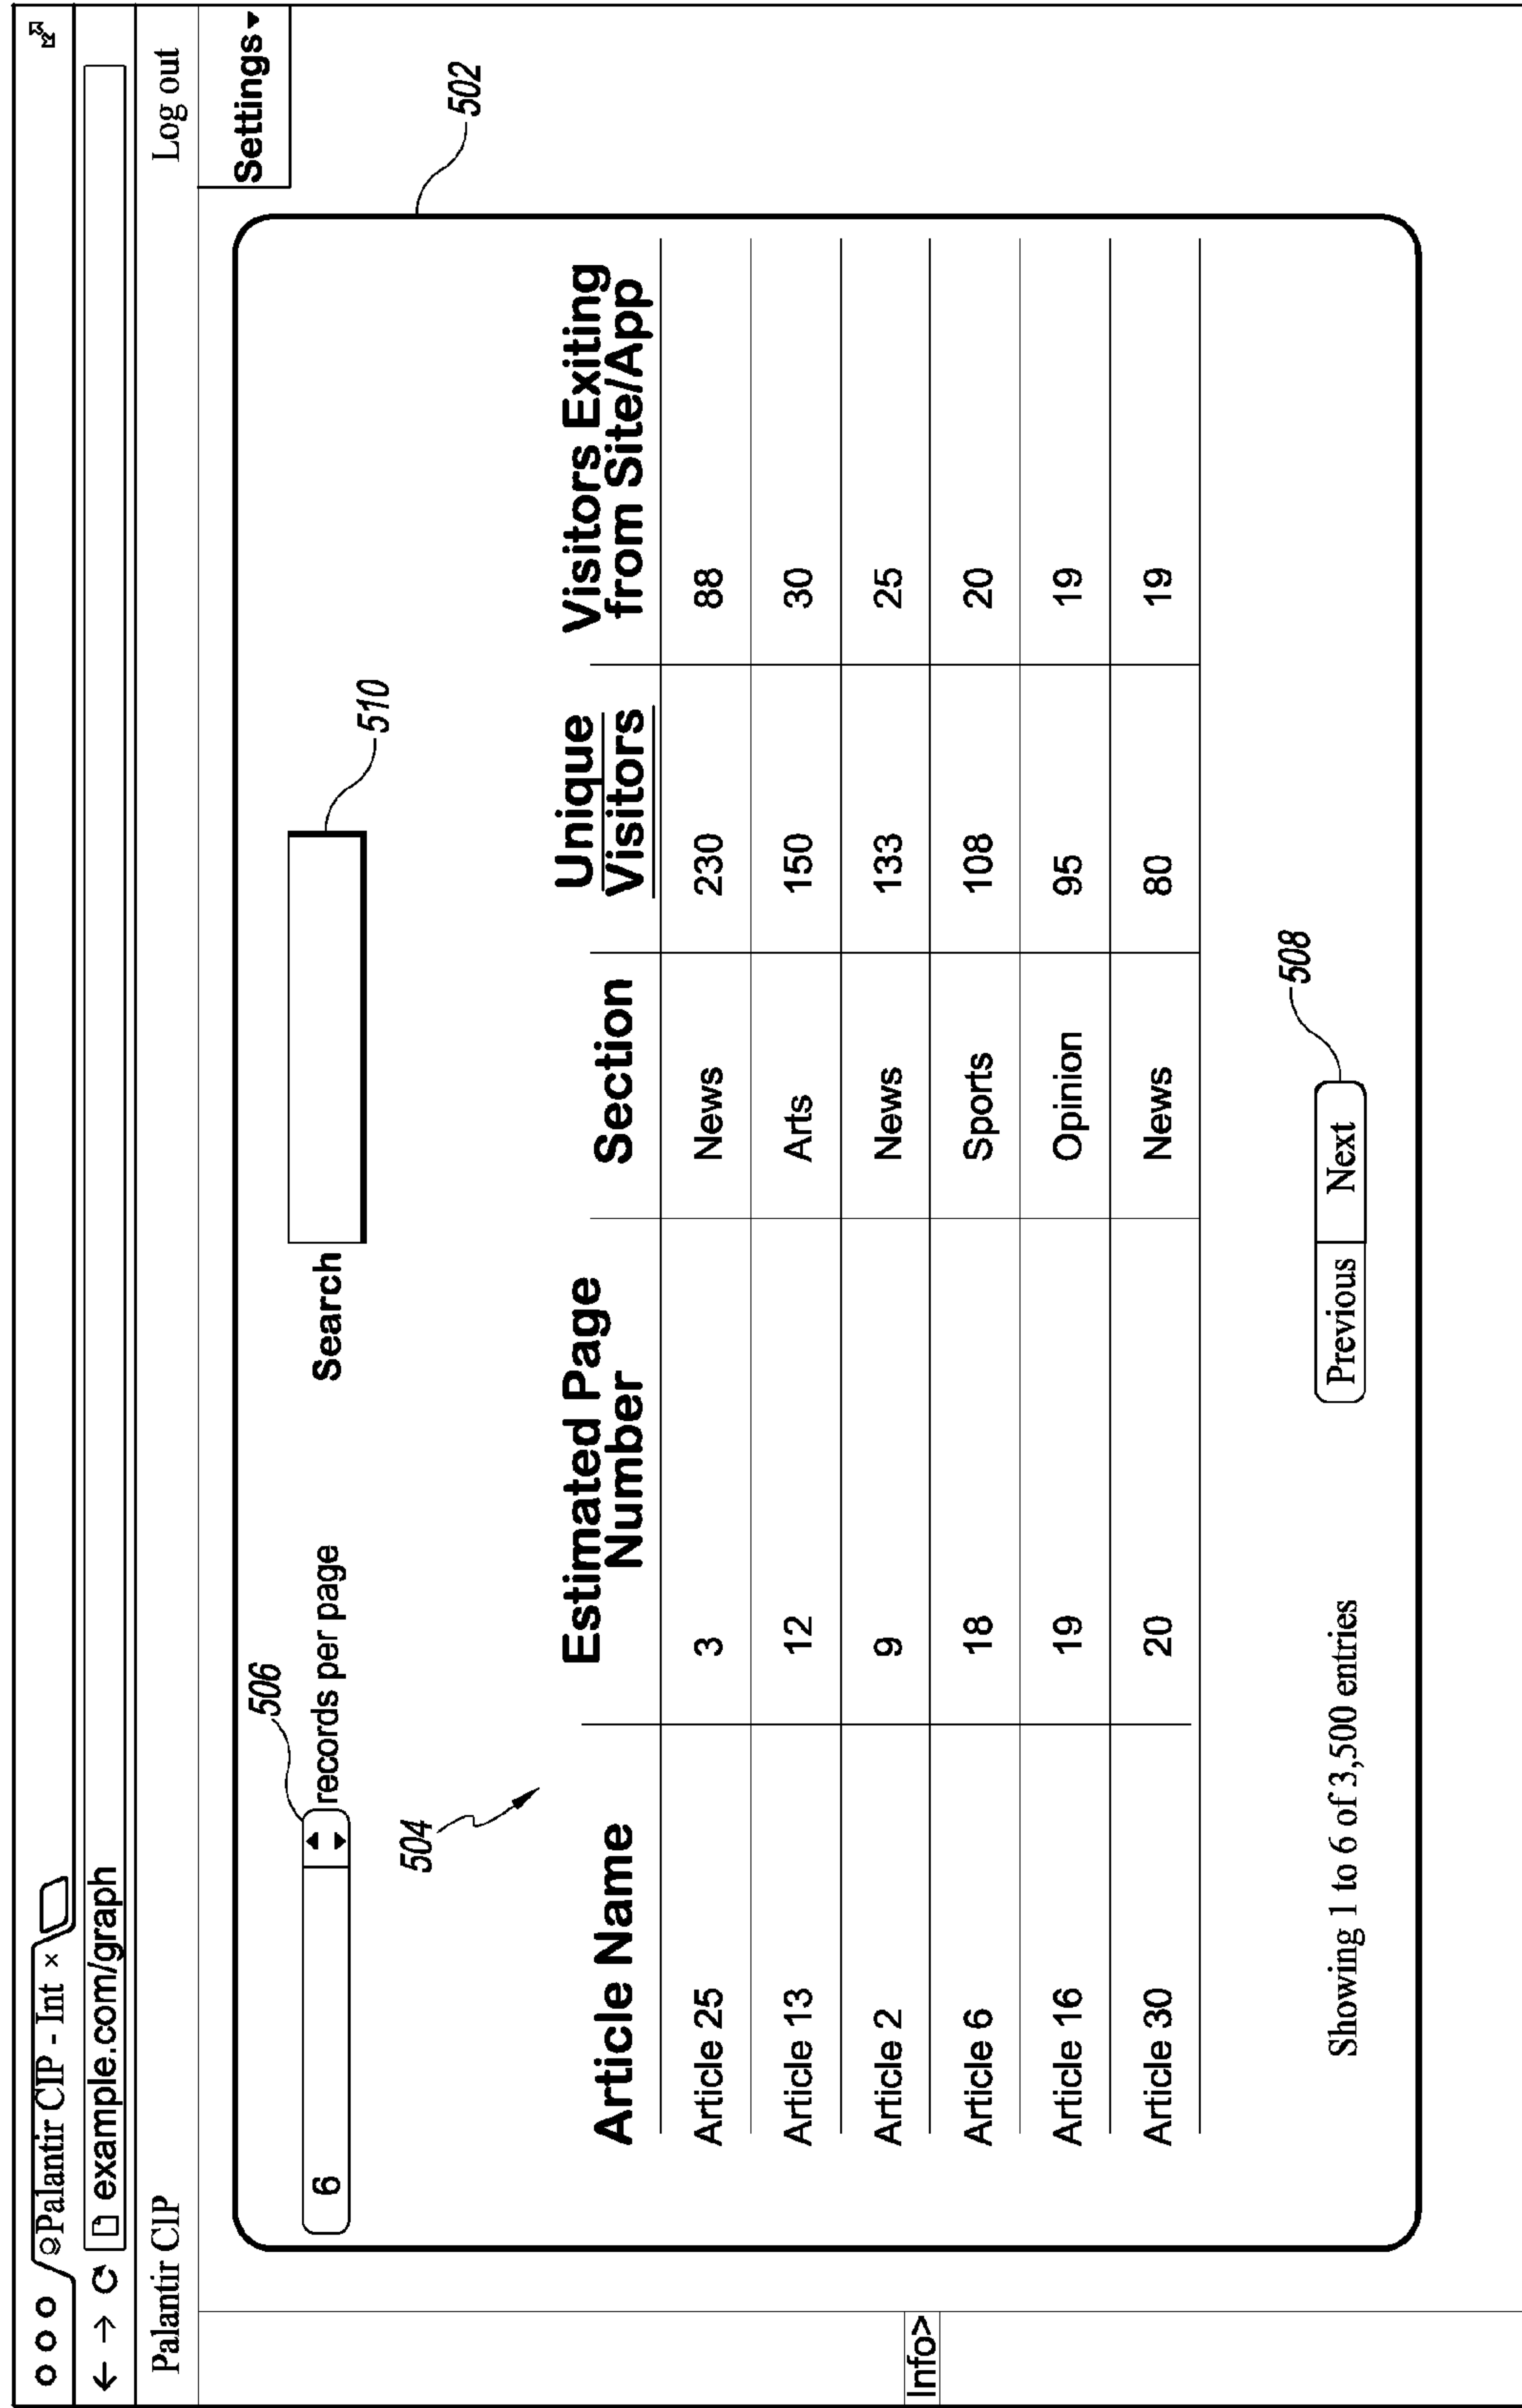 @Palantir CIP - Int ×
example.com/graph
Palantir CIP Log out
Settings
502
506
6 records per page Search
510
504
Article Name Estimated Page Number Section Unique Visitors Visitors Exiting from Site/App
Article 25 3 News 230 88
Article 13 12 Arts 150 30
Article 2 9 News 133 25
Article 6 18 Sports 108 20
Article 16 19 Opinion 95 19
Article 30 20 News 80 19
Info>
508
Showing 1 to 6 of 3,500 entries Previous Next